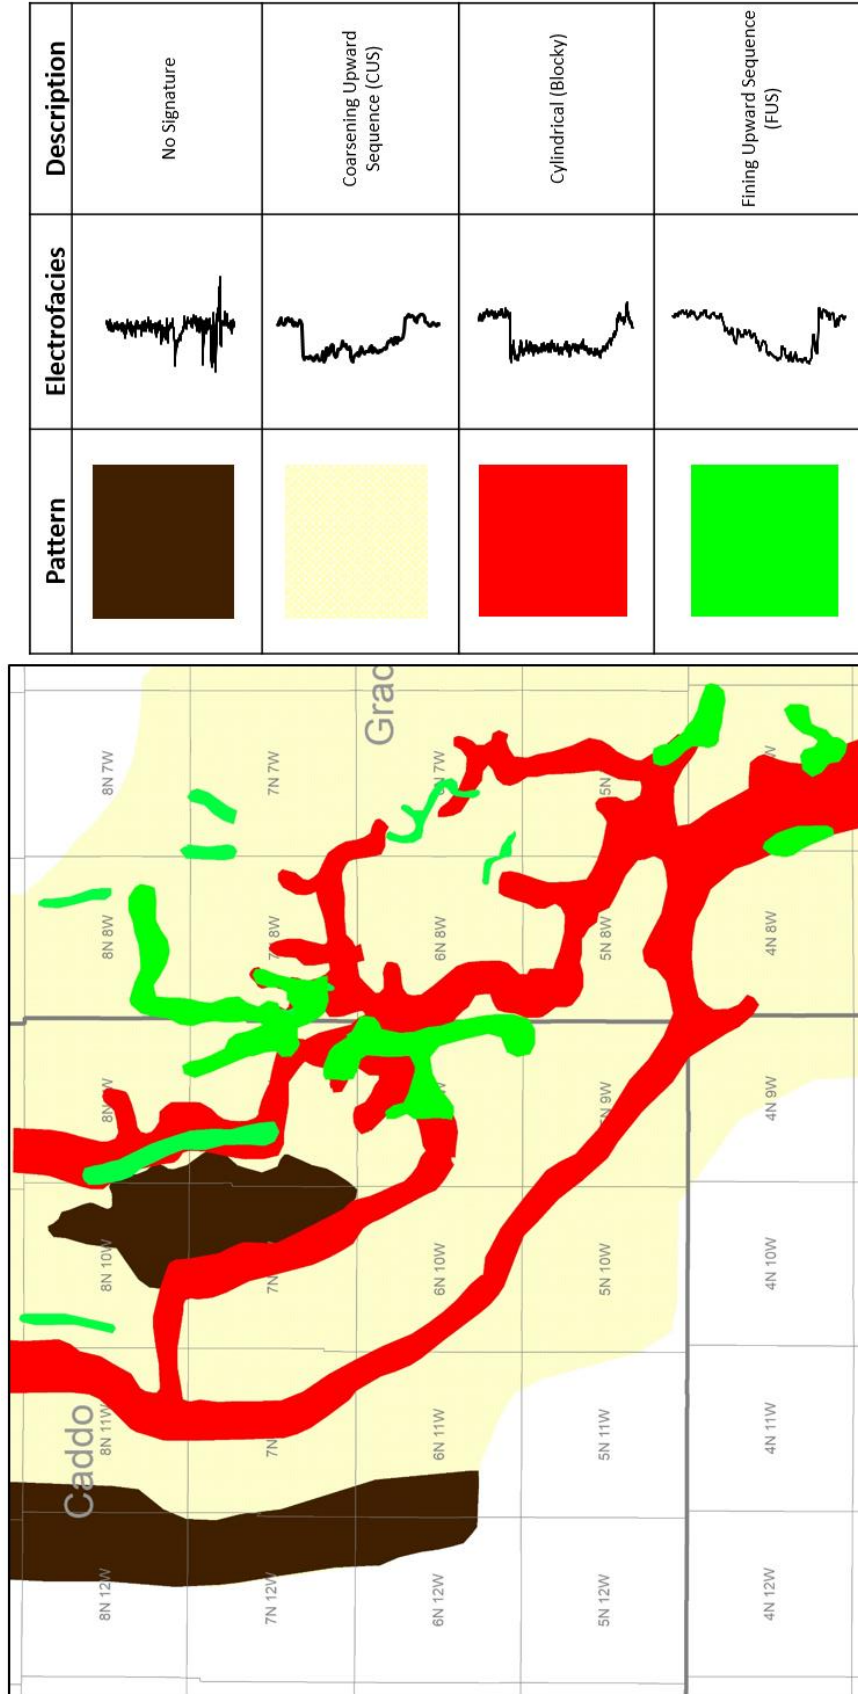 Caddo
8N 12W 8N 11W 8N 10W 8N 8N 8W 8N 7W
7N 12W 7N 7N 8W 7N 7W
Grac
6N 12W 6N 11W 6N 10W 6N 8W N 7W
5N 12W 5N 11W 5N 10W N 9W 5N 8W 5N
4N 12W 4N 11W 4N 10W 4N 9W 4N 8W
Pattern Electrofacies Description
No Signature
Coarsening Upward
Sequence (CUS)
Cylindrical (Blocky)
Fining Upward Sequence
(FUS)